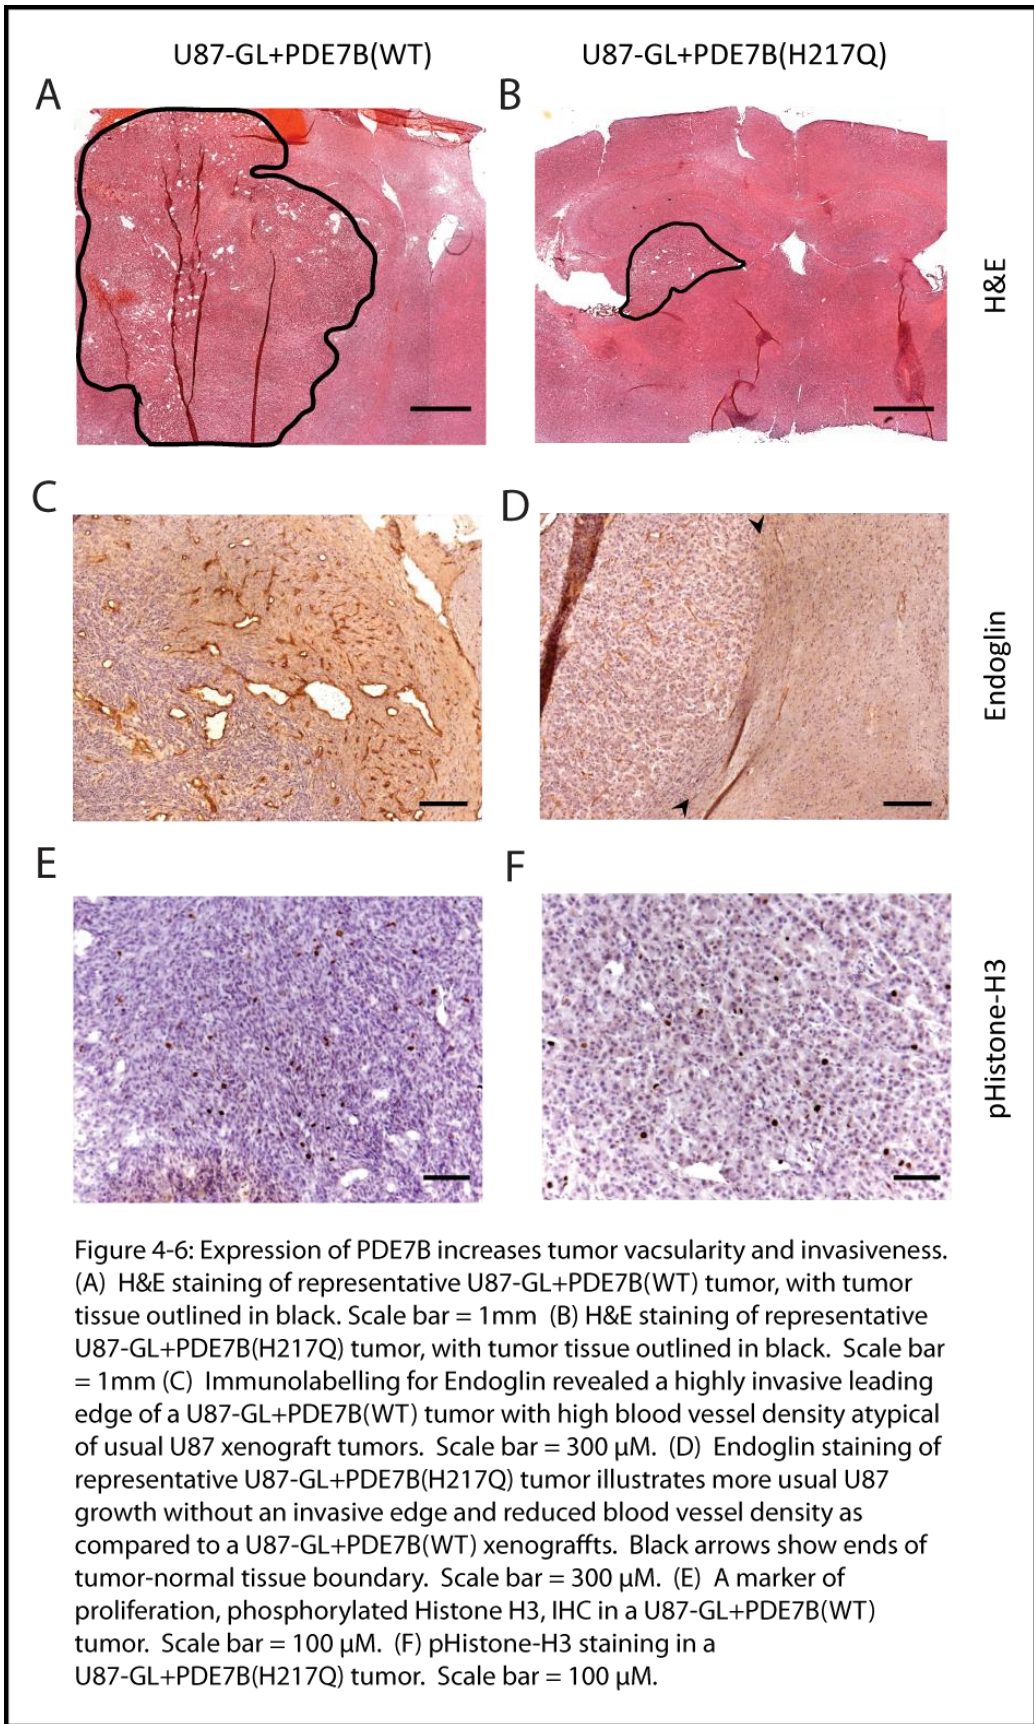 U87-GL+PDE7B(WT)
U87-GL+PDE7B(H217Q)
A
B
H&E
C
D
Endoglin
E
F
pHistone-H3
Figure 4-6: Expression of PDE7B increases tumor vacsularity and invasiveness.
(A) H&E staining of representative U87-GL+PDE7B(WT) tumor, with tumor
tissue outlined in black. Scale bar = 1mm (B) H&E staining of representative
U87-GL+PDE7B(H217Q) tumor, with tumor tissue outlined in black. Scale bar
= 1mm (C) Immunolabelling for Endoglin revealed a highly invasive leading
edge of a U87-GL+PDE7B(WT) tumor with high blood vessel density atypical
of usual U87 xenograft tumors. Scale bar = 300 µM. (D) Endoglin staining of
representative U87-GL+PDE7B(H217Q) tumor illustrates more usual U87
growth without an invasive edge and reduced blood vessel density as
compared to a U87-GL+PDE7B(WT) xenograffts. Black arrows show ends of
tumor-normal tissue boundary. Scale bar = 300 µM. (E) A marker of
proliferation, phosphorylated Histone H3, IHC in a U87-GL+PDE7B(WT)
tumor. Scale bar = 100 µM. (F) pHistone-H3 staining in a
U87-GL+PDE7B(H217Q) tumor. Scale bar = 100 µM.